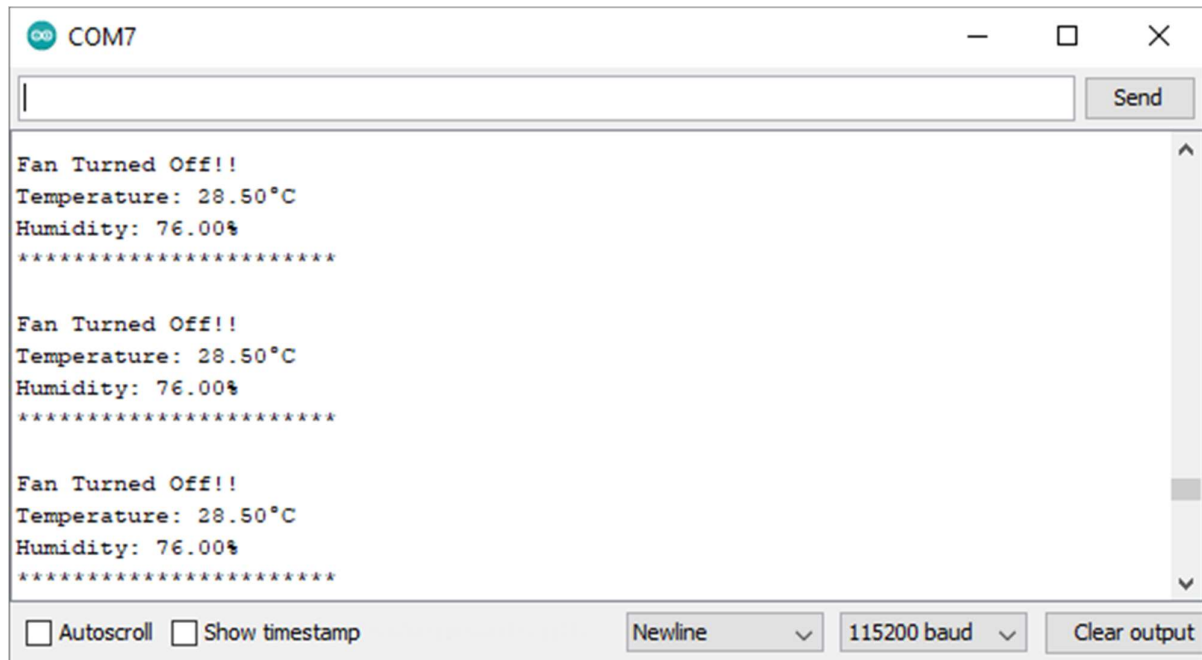 COM7
Send
Fan Turned Off!!
Temperature: 28.50°C
Humidity: 76.00%
***********************
Fan Turned Off!!
Temperature: 28.50°C
Humidity: 76.00%
***********************
Fan Turned Off!!
Temperature: 28.50°C
Humidity: 76.00%
***********************
Autoscroll Show timestamp Newline 115200 baud Clear output